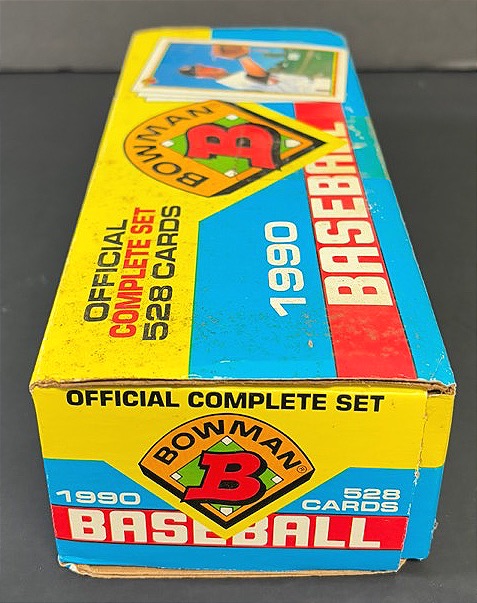 BOWMAN
B
OFFICIAL
COMPLETE SET
528 CARDS
1990
BASEBALL
OFFICIAL COMPLETE SET
BOWMAN®
B
1990
528
CARDS
BASEBALL